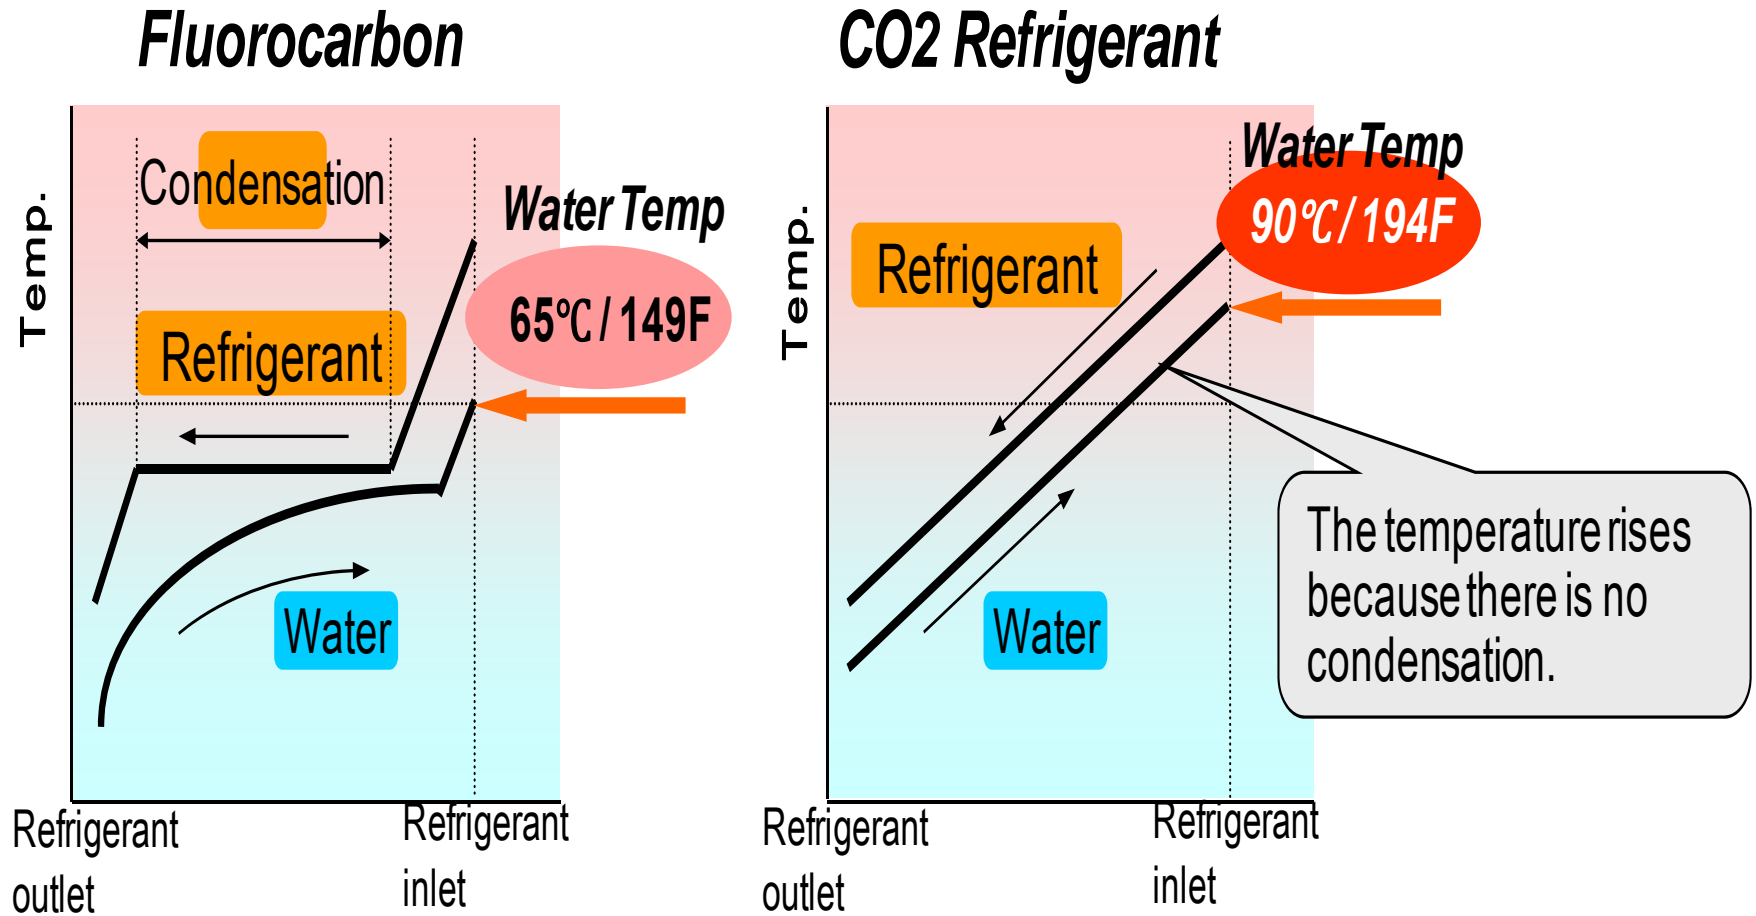 Fluorocarbon
Temp.
Condensation
Refrigerant
Water Temp
65℃ / 149F
Water
Refrigerant
outlet
Refrigerant
inlet
CO2 Refrigerant
Temp.
Refrigerant
Water Temp
90℃ / 194F
Water
The temperature rises
because there is no
condensation.
Refrigerant
outlet
Refrigerant
inlet